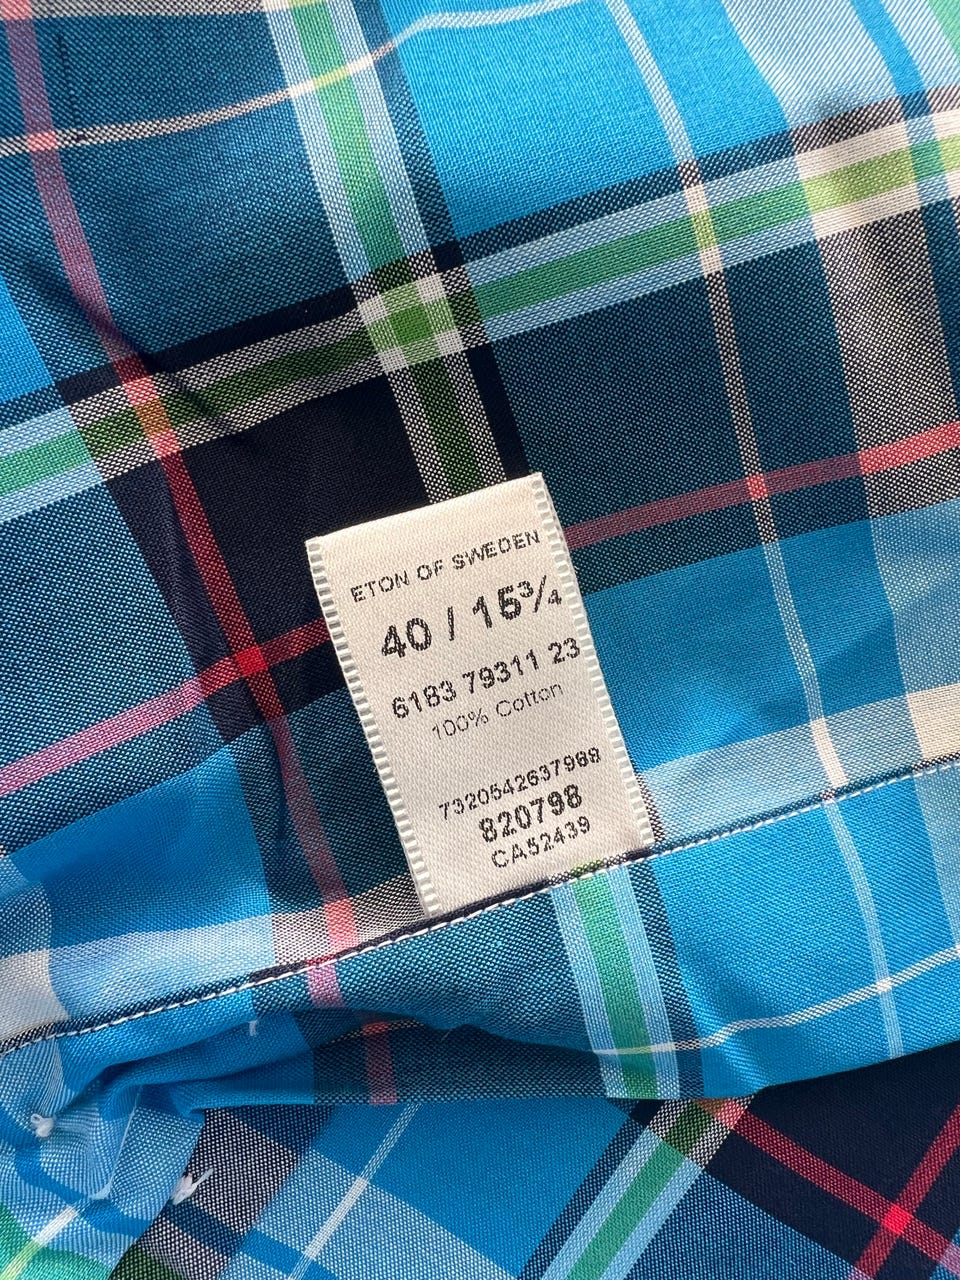 ETON OF SWEDEN
40 / 15¾
6183 79311 23
100% Cotton
7320542637988
820798
CA52439